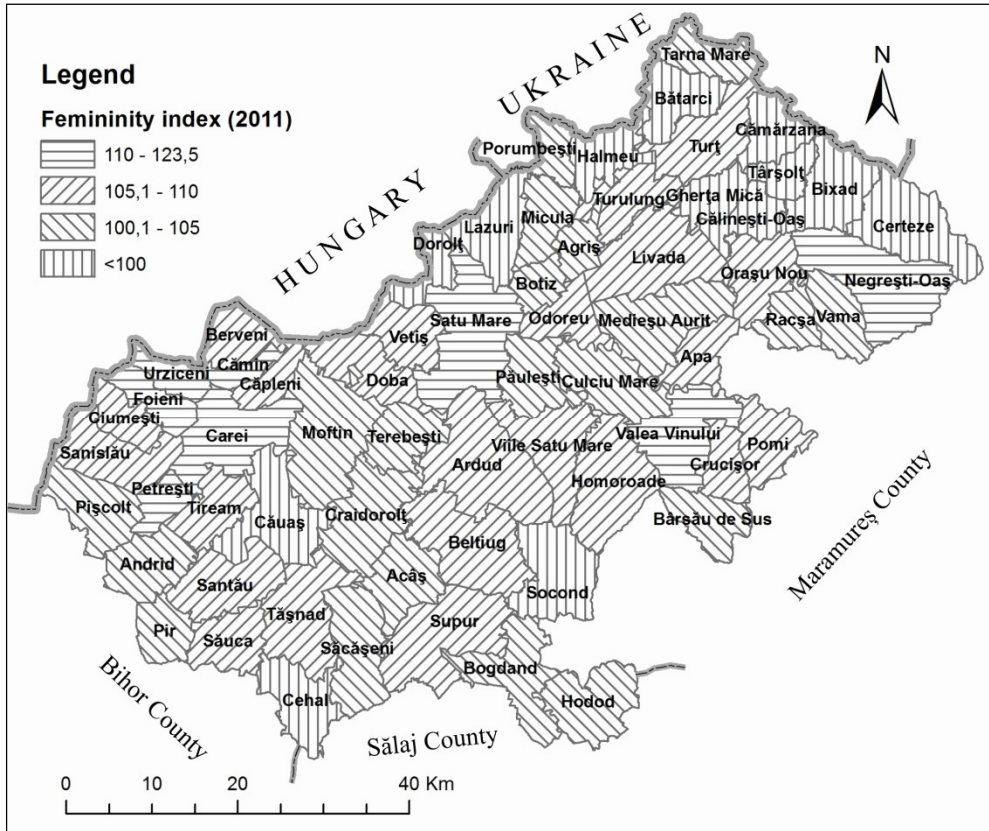 Legend
Femininity index (2011)
110 - 123,5
105,1 - 110
100,1 - 105
<100
UKRAINE
HUNGARY
N
Tarna Mare
Bătarci
Cămărzana
Porumbeşti
Halmeu
Turţ
Târşolţ
Bixad
Turulung
Gherţa Mică
Călineşti-Oaş
Certeze
Lazuri
Micula
Dorolţ
Agriş
Livada
Oraşu Nou
Negreşti-Oaş
Botiz
Satu Mare
Odoreu
Medieşu Aurit
Racşa
Vama
Berveni
Vetiş
Apa
Urziceni
Cămin
Căpleni
Doba
Păuleşti
Culciu Mare
Foieni
Ciumeşti
Carei
Moftin
Terebeşti
Viile Satu Mare
Valea Vinului
Pomi
Sanislău
Ardud
Crucişor
Homoroade
Petreşti
Pişcolt
Tiream
Căuaş
Craidorolţ
Bârşău de Sus
Beltiug
Andrid
Santău
Acâş
Socond
Tăşnad
Supur
Pir
Săuca
Săcăşeni
Bogdand
Cehal
Hodod
Maramureş County
Bihor County
Sălaj County
0 10 20 40 Km